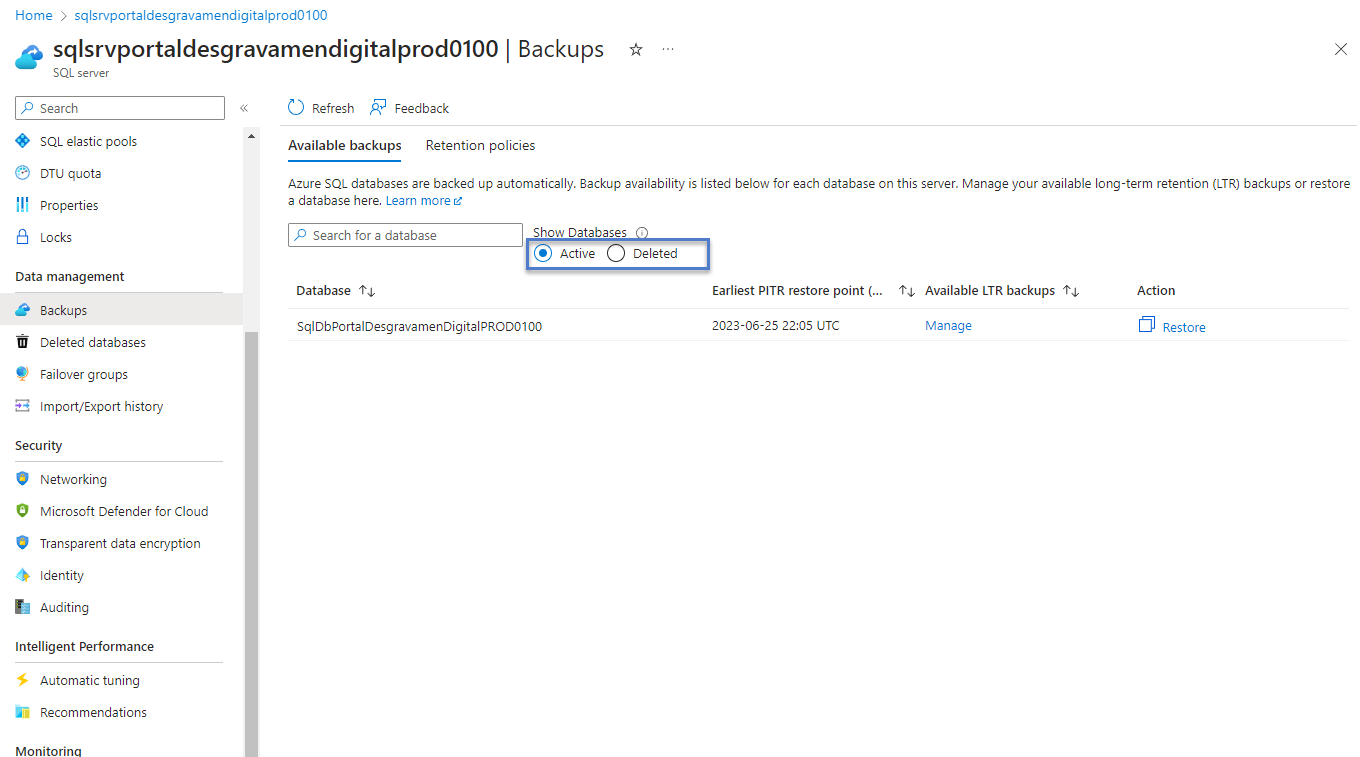 Home > sqlsrvportaldesgravamendigitalprod0100
sqlsrvportaldesgravamendigitalprod0100 | Backups
SQL server
Search
SQL elastic pools
DTU quota
Properties
Locks
Data management
Backups
Deleted databases
Failover groups
Import/Export history
Security
Networking
Microsoft Defender for Cloud
Transparent data encryption
Identity
Auditing
Intelligent Performance
Automatic tuning
Recommendations
Monitoring
Refresh Feedback
Available backups Retention policies
Azure SQL databases are backed up automatically. Backup availability is listed below for each database on this server. Manage your available long-term retention (LTR) backups or restore
a database here. Learn more
Search for a database
Show Databases
Active Deleted
Database Earliest PITR restore point (... Available LTR backups Action
SqlDbPortalDesgravamenDigitalPROD0100 2023-06-25 22:05 UTC Manage Restore